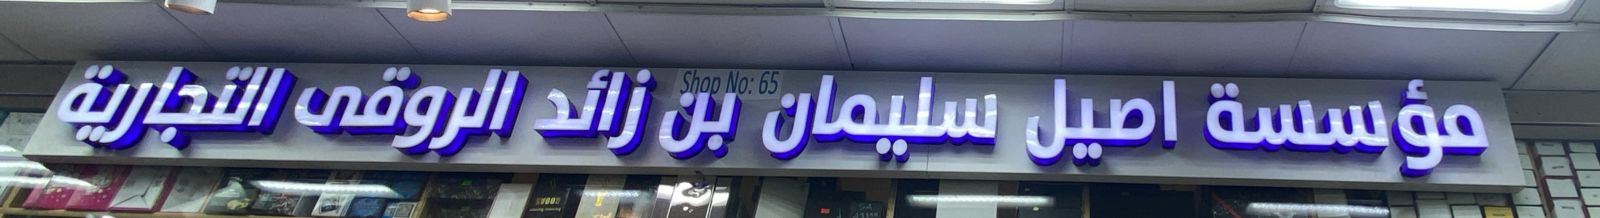 Shop No: 65
مؤسسة اصيل سليمان بن زائد الروقى التجارية